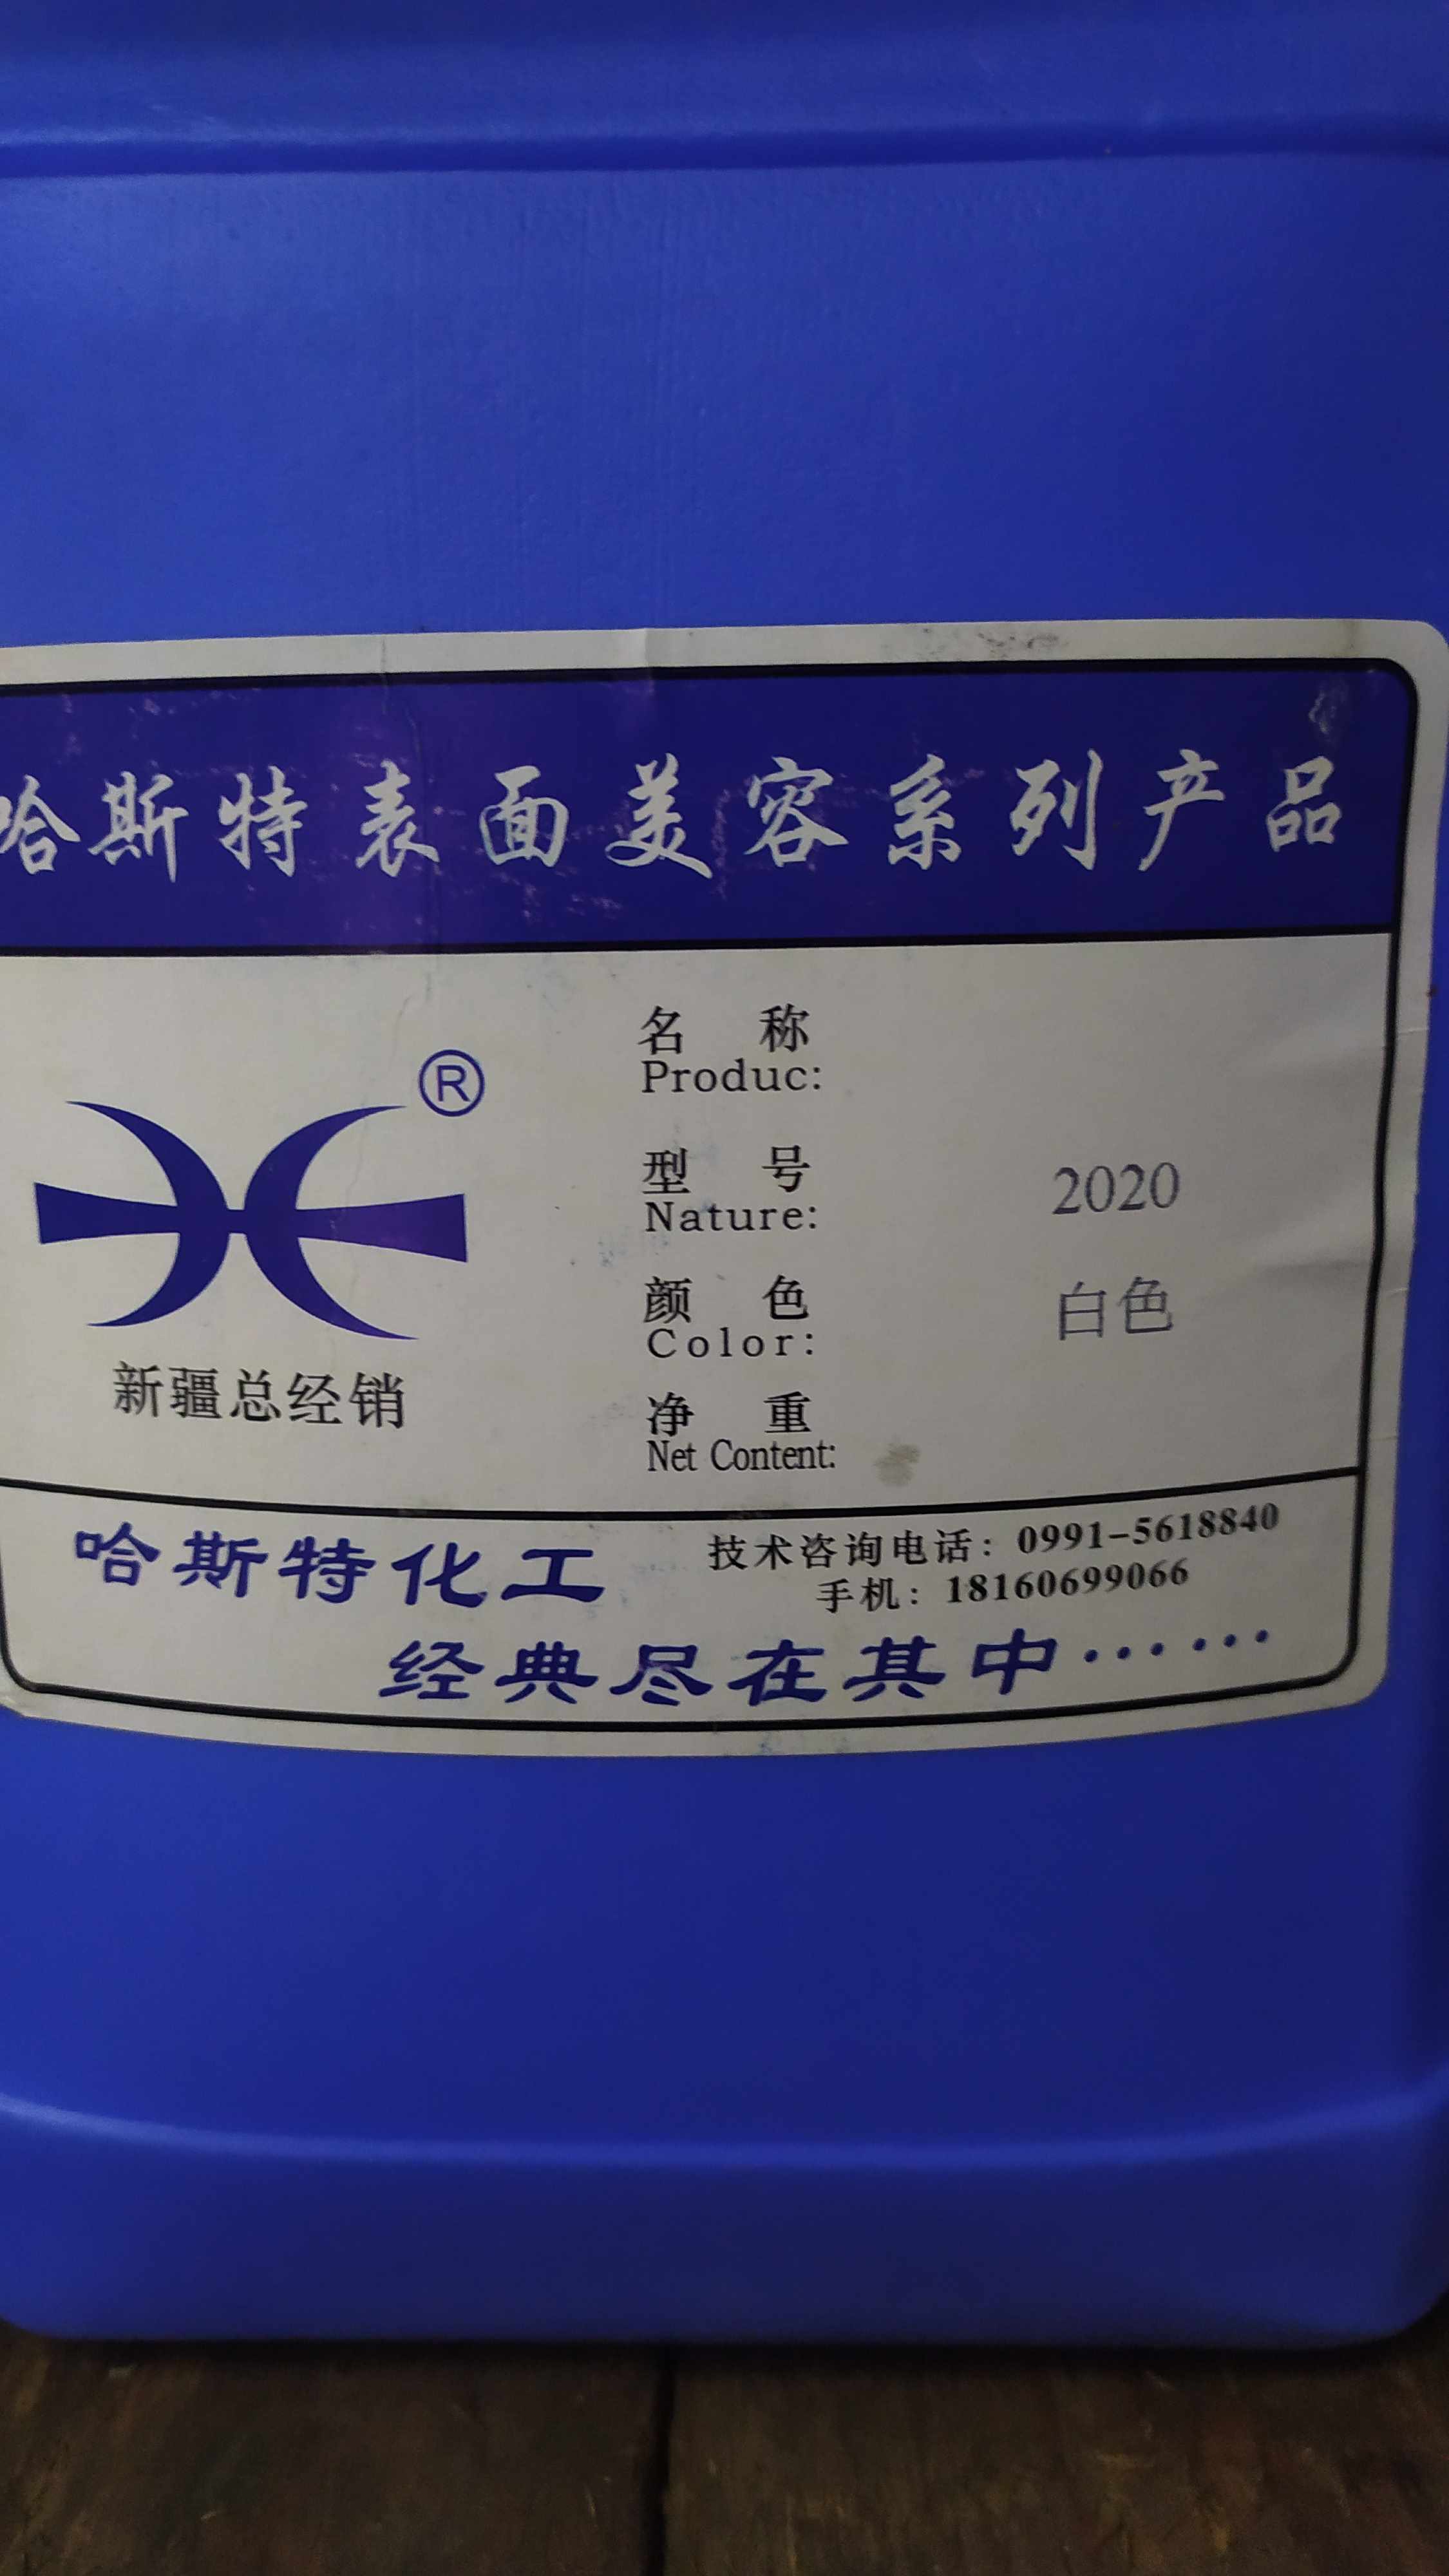 哈斯特表面美容系列产品
®
新疆总经销
名 称
Produc:
型 号 2020
Nature:
颜 色 白色
Color:
净 重
Net Content:
哈斯特化工
技术咨询电话：0991-5618840
手机：18160699066
经典尽在其中……